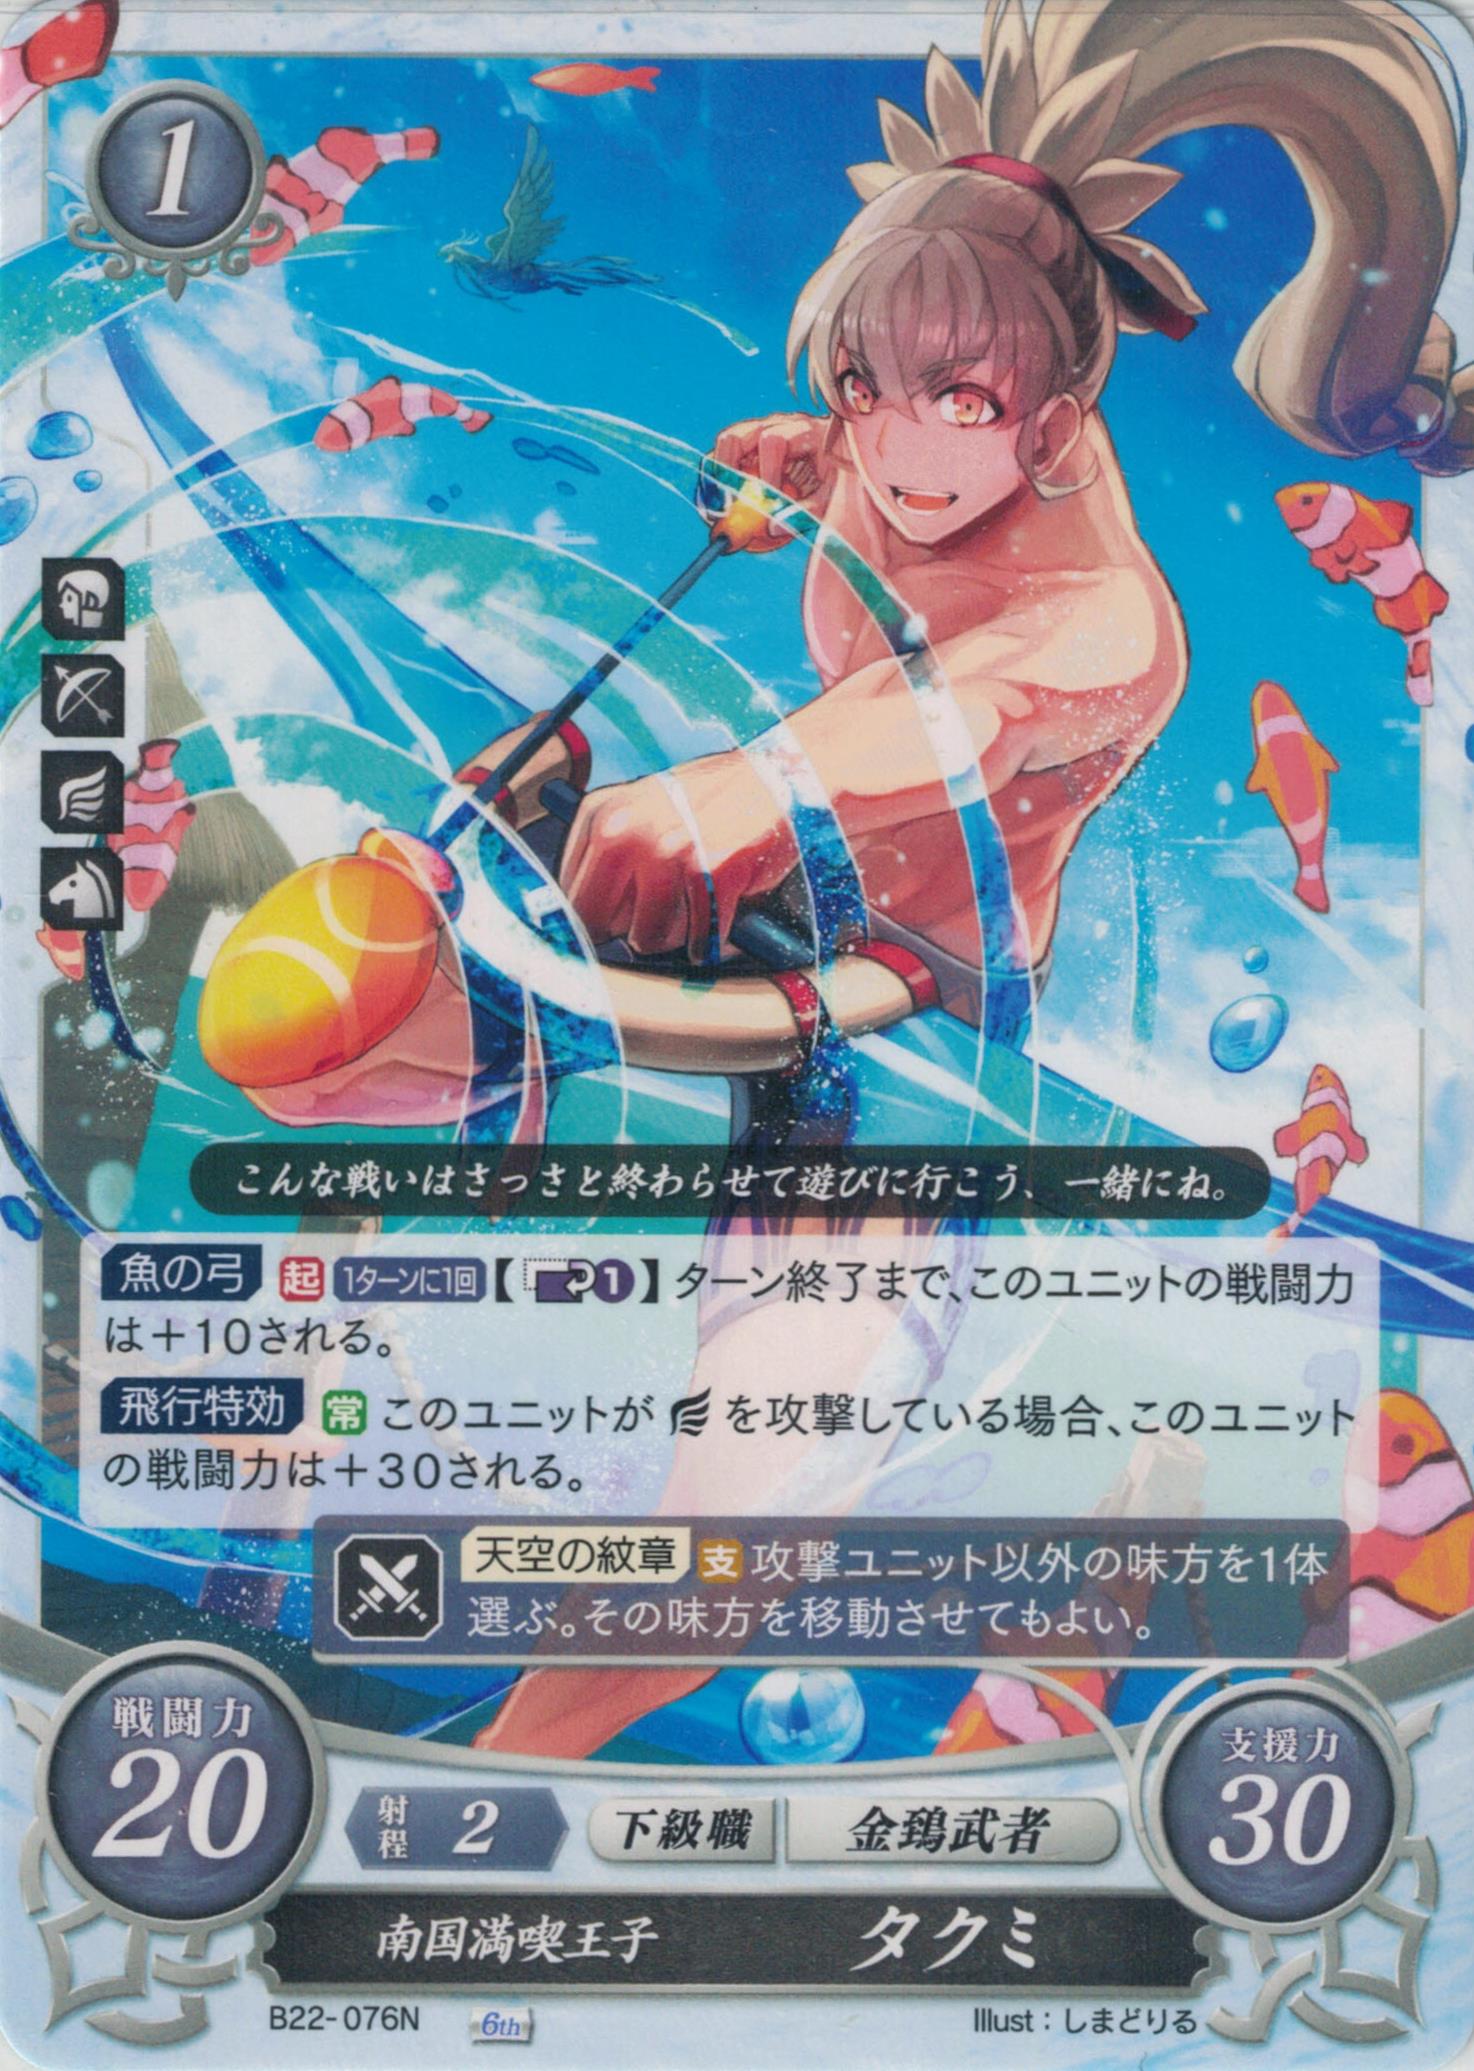 1
こんな戦いはさっさと終わらせて遊びに行こう、一緒にね。
魚の弓 起 1ターンに1回【 1】ターン終了まで、このユニットの戦闘力
は＋10される。
飛行特効 常 このユニットが を攻撃している場合、このユニット
の戦闘力は＋30される。
天空の紋章 支 攻撃ユニット以外の味方を1体
選ぶ。その味方を移動させてもよい。
戦闘力
20
射程 2
下級職
金鵄武者
支援力
30
南国満喫王子 タクミ
B22-076N 6th Illust：しまどりる